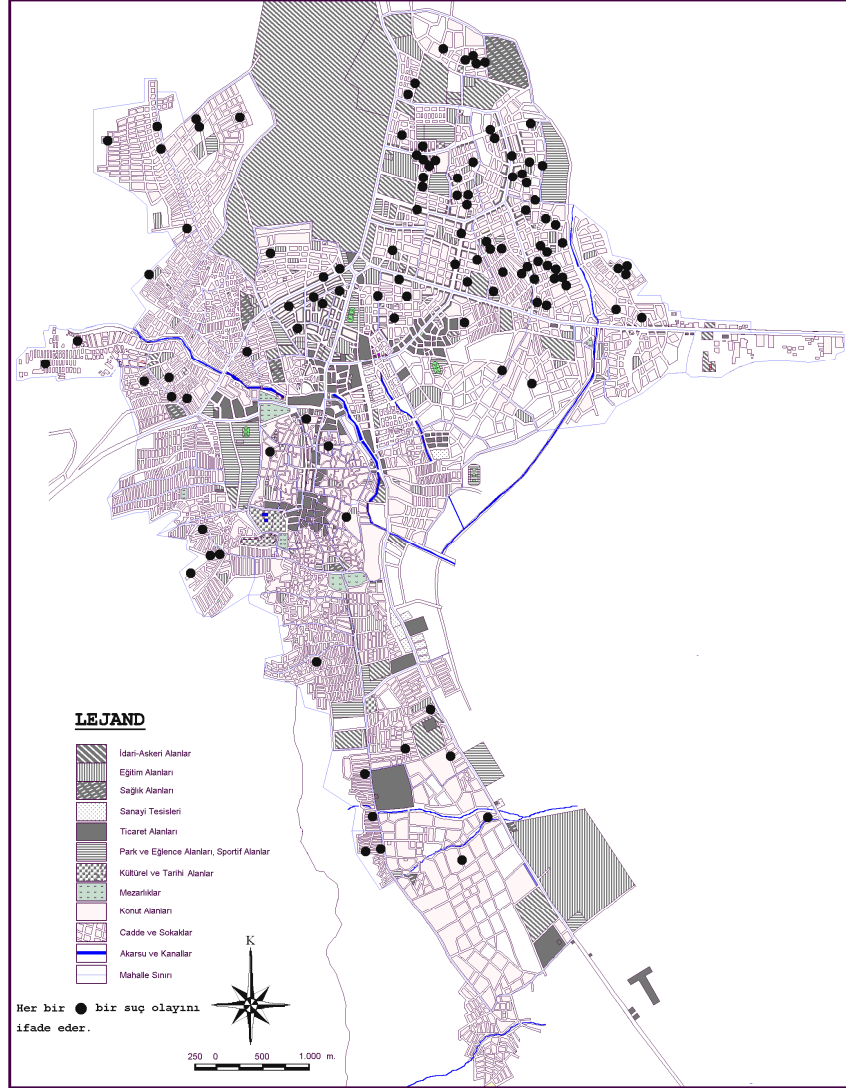 LEJAND
İdari-Askeri Alanlar
Eğitim Alanları
Sağlık Alanları
Sanayi Tesisleri
Ticaret Alanları
Park ve Eğlence Alanları, Sportif Alanlar
Kültürel ve Tarihi Alanlar
Mezarlıklar
Konut Alanları
Cadde ve Sokaklar
Akarsu ve Kanallar
Mahalle Sınırı
K
Her bir ● bir suç olayını
ifade eder.
250 0 500 1.000 m.